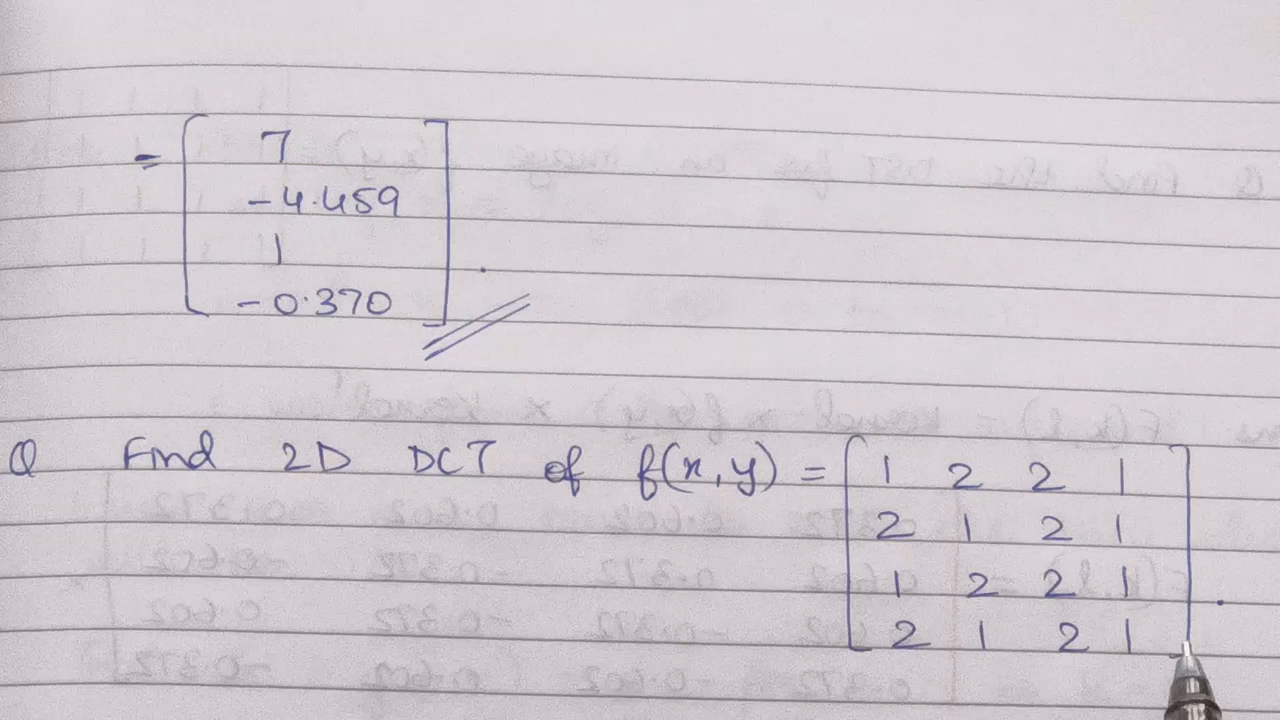 = [ 7
-4.459
1
-0.370 ] .
Q Find 2D DCT of f(x,y) = [ 1 2 2 1
2 1 2 1
1 2 2 1
2 1 2 1 ] .